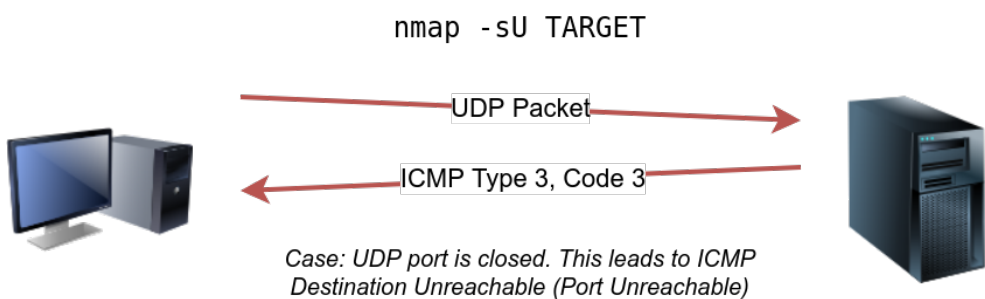 nmap -sU TARGET
UDP Packet
ICMP Type 3, Code 3
Case: UDP port is closed. This leads to ICMP
Destination Unreachable (Port Unreachable)